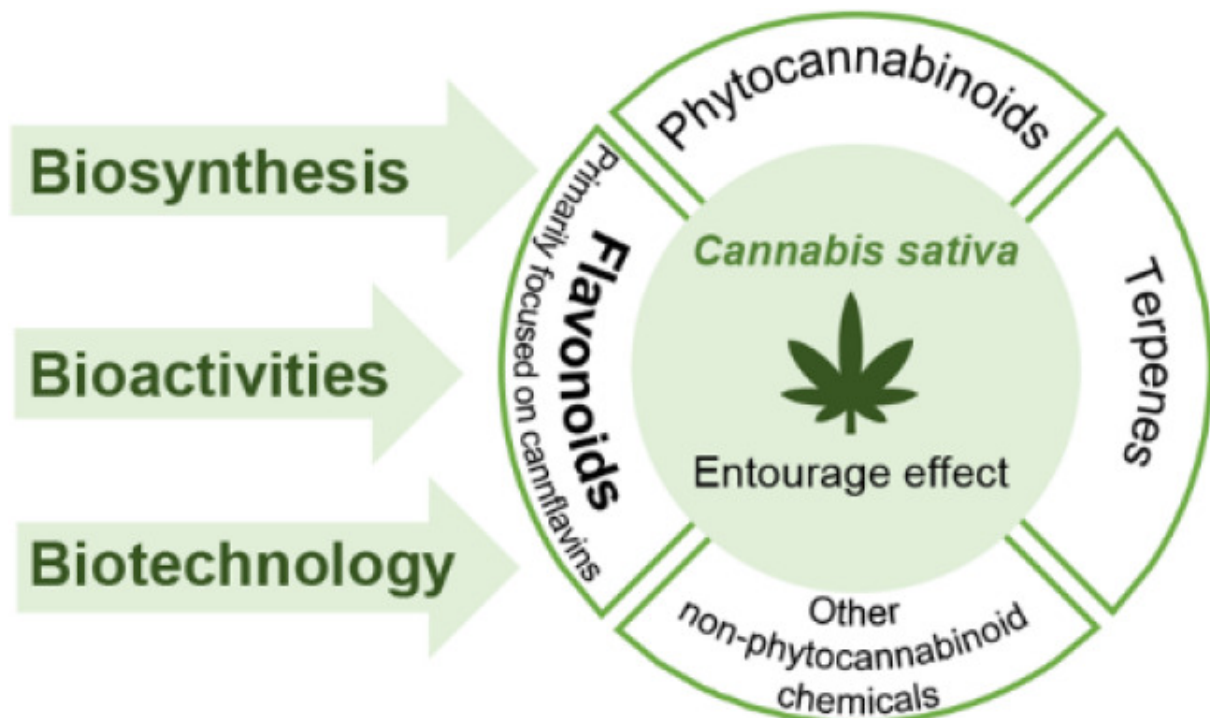 Biosynthesis
Bioactivities
Biotechnology
Phytocannabinoids
Flavonoids
Primarily focused on cannflavins
Cannabis sativa
Entourage effect
Terpenes
Other
non-phytocannabinoid
chemicals